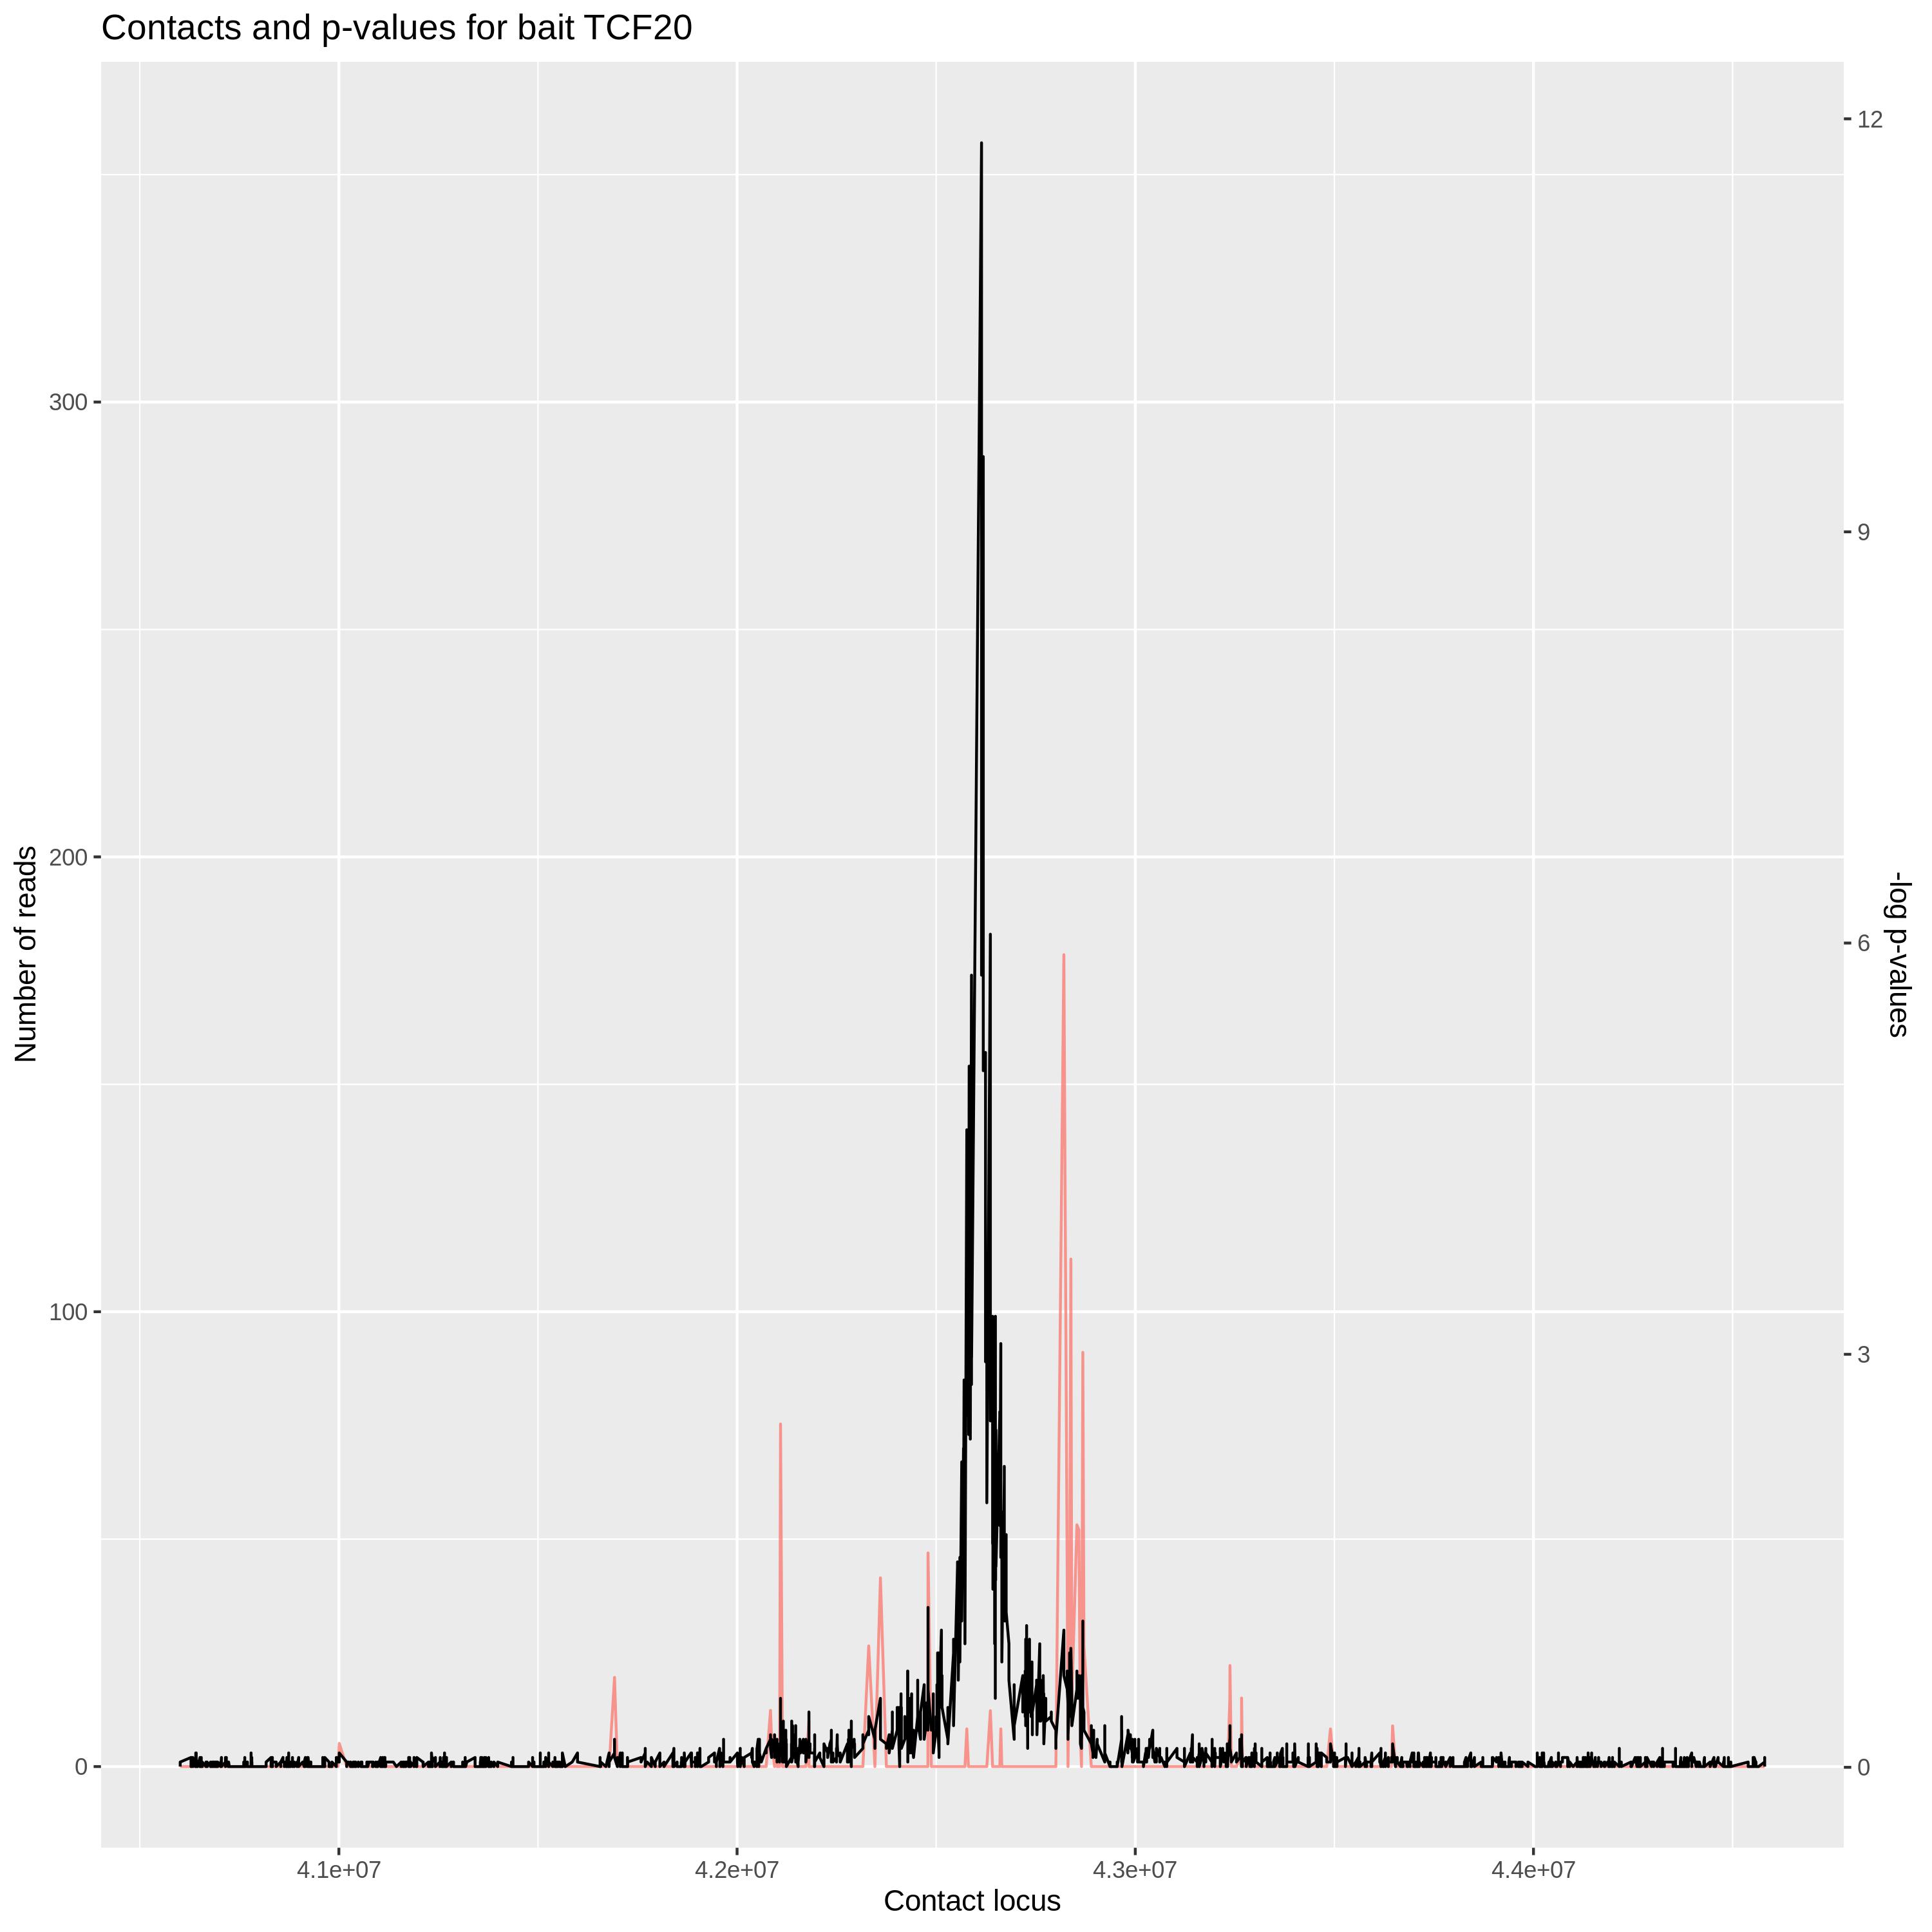 Contacts and p-values for bait TCF20
Number of reads
300
200
100
0
12
9
6
3
0
-log p-values
4.1e+07 4.2e+07 4.3e+07 4.4e+07
Contact locus